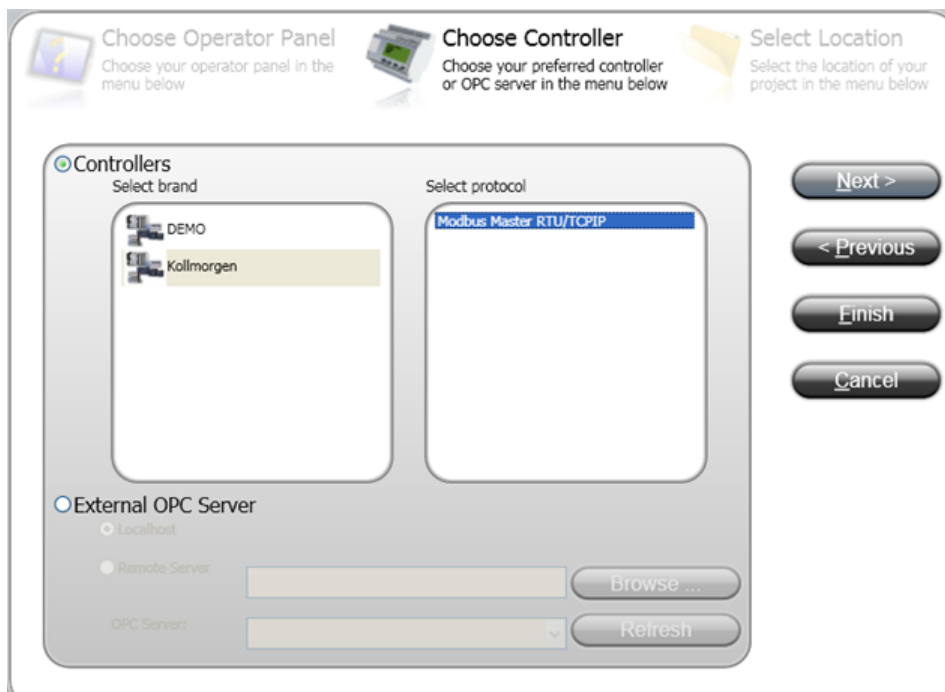 Choose Operator Panel
Choose your operator panel in the
menu below
Choose Controller
Choose your preferred controller
or OPC server in the menu below
Select Location
Select the location of your
project in the menu below
Controllers
Select brand
Select protocol
DEMO
Kollmorgen
Modbus Master RTU/TCPIP
Next >
< Previous
Finish
Cancel
External OPC Server
Localhost
Remote Server
Browse ...
OPC Server:
Refresh